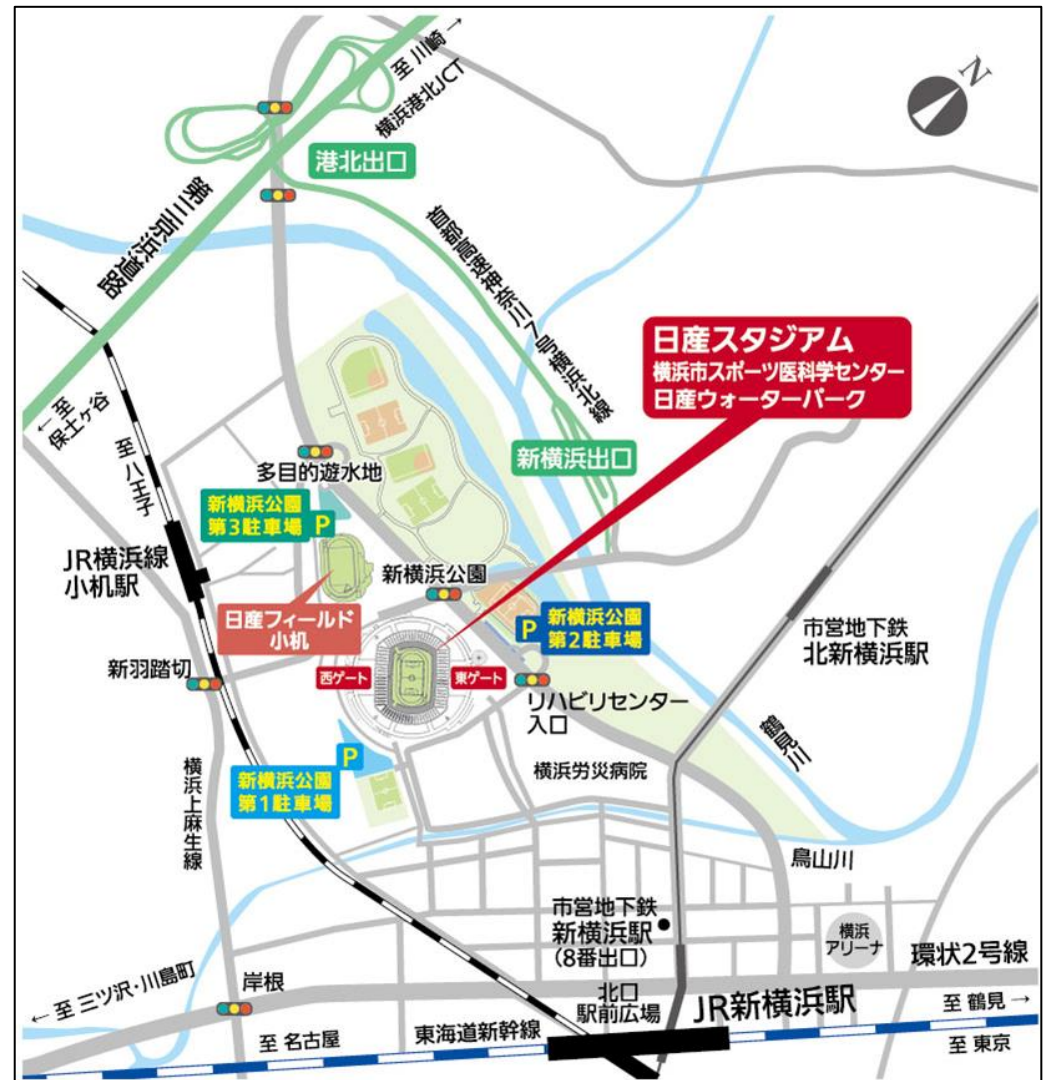 至 川崎 →
横浜港北JCT
N
港北出口
第三京浜道路
首都高速神奈川7号横浜北線
日産スタジアム
横浜市スポーツ医科学センター
日産ウォーターパーク
← 至
保土ヶ谷
至 八王子
新横浜出口
多目的遊水地
新横浜公園
第3駐車場
P
JR横浜線
小机駅
新横浜公園
日産フィールド
小机
P
新横浜公園
第2駐車場
市営地下鉄
北新横浜駅
新羽踏切
西ゲート
東ゲート
リハビリセンター
入口
鶴見川
P
新横浜公園
第1駐車場
横浜労災病院
横浜上麻生線
鳥山川
市営地下鉄
新横浜駅
(8番出口)
横浜
アリーナ
環状2号線
← 至 三ツ沢・川島町
岸根
北口
駅前広場
JR新横浜駅
至 鶴見 →
至 名古屋
東海道新幹線
至 東京